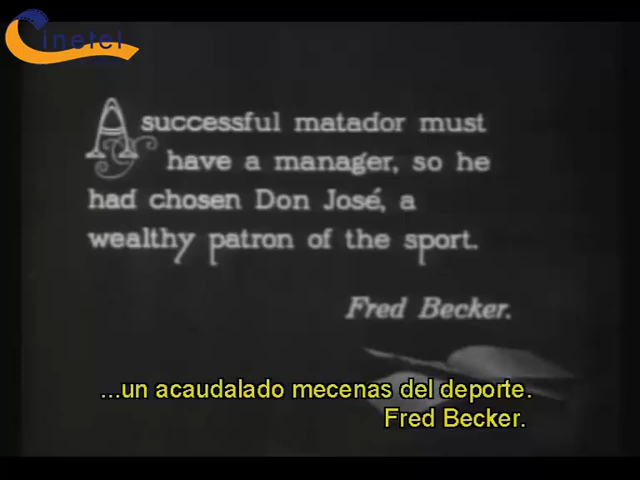 Cinetel
A successful matador must
have a manager, so he
had chosen Don José, a
wealthy patron of the sport.
Fred Becker.
...un acaudalado mecenas del deporte.
Fred Becker.